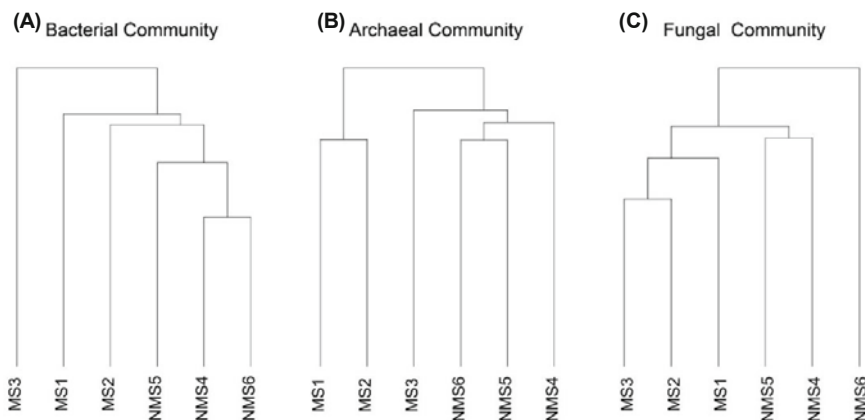 (A) Bacterial Community
MS3
MS1
MS2
NMS5
NMS4
NMS6
(B) Archaeal Community
MS1
MS2
MS3
NMS6
NMS5
NMS4
(C) Fungal Community
MS3
MS2
MS1
NMS5
NMS4
NMS6